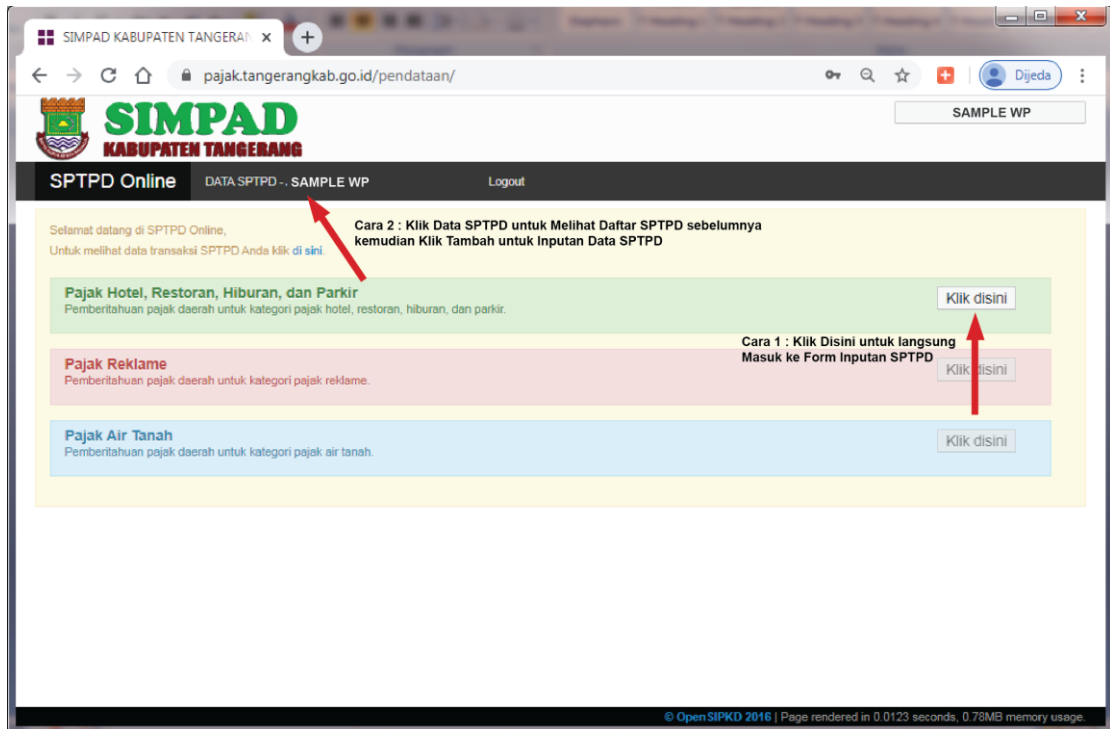 SIMPAD KABUPATEN TANGERAN
pajak.tangerangkab.go.id/pendataan/
Dijeda
SIMPAD
KABUPATEN TANGERANG
SAMPLE WP
SPTPD Online
DATA SPTPD -. SAMPLE WP
Logout
Selamat datang di SPTPD Online,
Untuk melihat data transaksi SPTPD Anda klik di sini.
Cara 2 : Klik Data SPTPD untuk Melihat Daftar SPTPD sebelumnya
kemudian Klik Tambah untuk Inputan Data SPTPD
Pajak Hotel, Restoran, Hiburan, dan Parkir
Pemberitahuan pajak daerah untuk kategori pajak hotel, restoran, hiburan, dan parkir.
Klik disini
Cara 1 : Klik Disini untuk langsung
Masuk ke Form Inputan SPTPD
Pajak Reklame
Pemberitahuan pajak daerah untuk kategori pajak reklame.
Klik disini
Pajak Air Tanah
Pemberitahuan pajak daerah untuk kategori pajak air tanah.
Klik disini
© OpenSIPKD 2016 | Page rendered in 0.0123 seconds, 0.78MB memory usage.